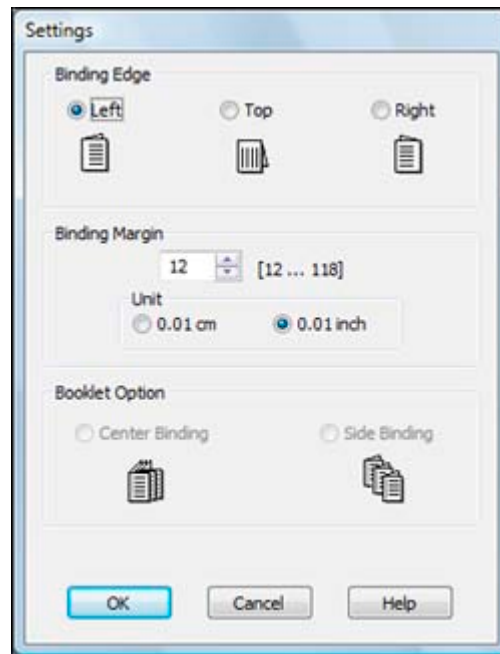 Settings
Binding Edge
Left Top Right
Binding Margin
12 [12 ... 118]
Unit
0.01 cm 0.01 inch
Booklet Option
Center Binding Side Binding
OK Cancel Help